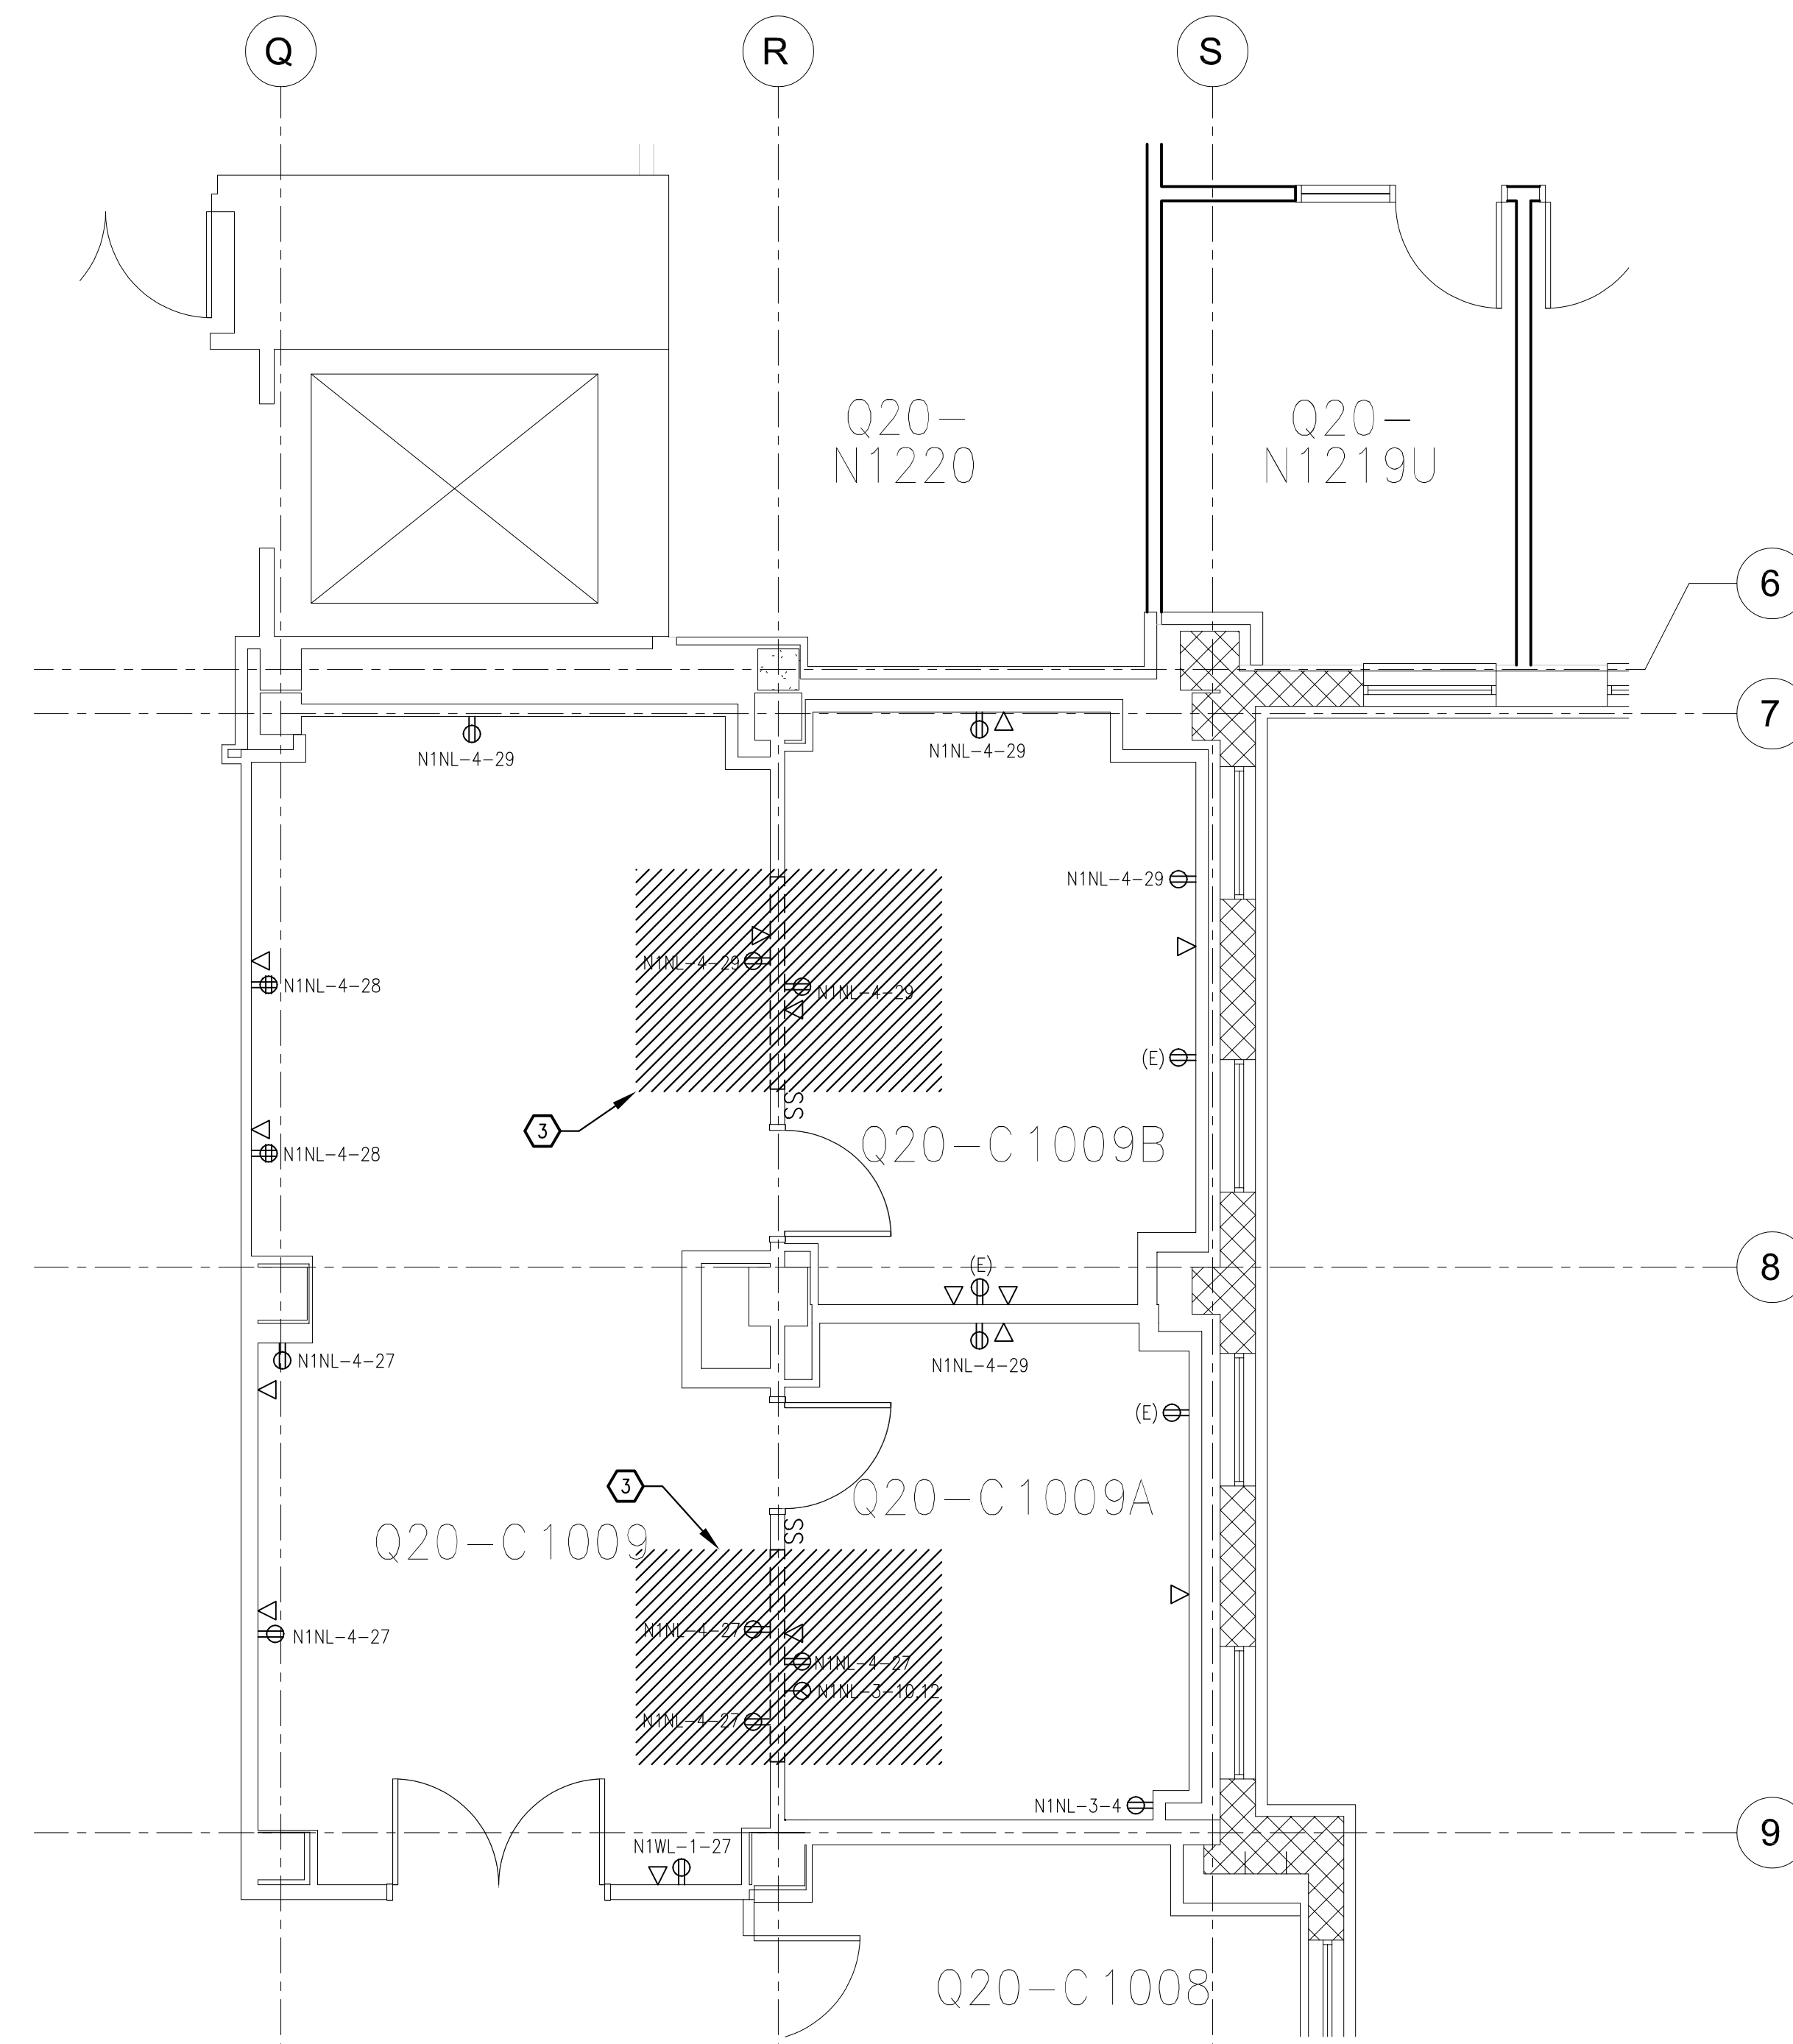 Q
R
S
Q20-
N1220
Q20-
N1219U
6
7
N1NL-4-29
N1NL-4-29
N1NL-4-29
N1NL-4-29
N1NL-4-28
N1NL-4-29
(E)
SS
3
Q20-C1009B
N1NL-4-28
8
(E)
N1NL-4-27
N1NL-4-29
(E)
3
Q20-C1009A
SS
Q20-C1009
N1NL-4-27
N1NL-4-27
N1NL-4-27
N1NL-3-10,12
N1NL-4-27
N1NL-3-4
9
N1WL-1-27
Q20-C1008